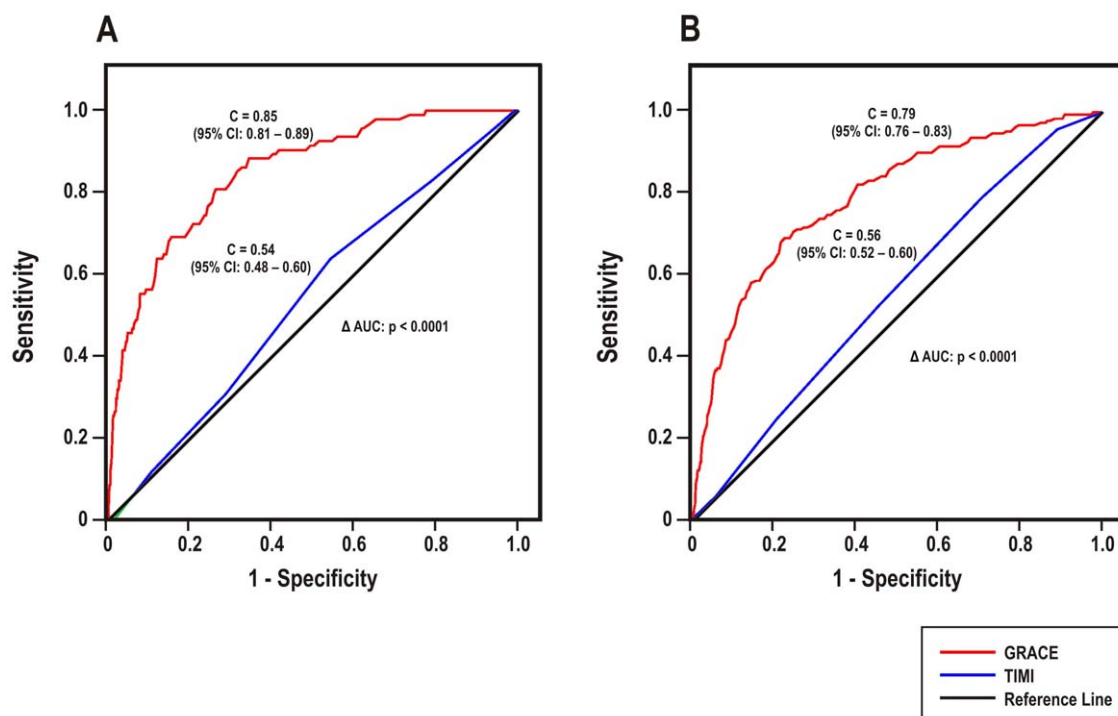 A
C = 0.85
(95% CI: 0.81 – 0.89)
C = 0.54
(95% CI: 0.48 – 0.60)
Δ AUC: p < 0.0001
Sensitivity
1.0
0.8
0.6
0.4
0.2
0
0 0.2 0.4 0.6 0.8 1.0
1 - Specificity
B
C = 0.79
(95% CI: 0.76 – 0.83)
C = 0.56
(95% CI: 0.52 – 0.60)
Δ AUC: p < 0.0001
Sensitivity
1.0
0.8
0.6
0.4
0.2
0
0 0.2 0.4 0.6 0.8 1.0
1 - Specificity
GRACE
TIMI
Reference Line